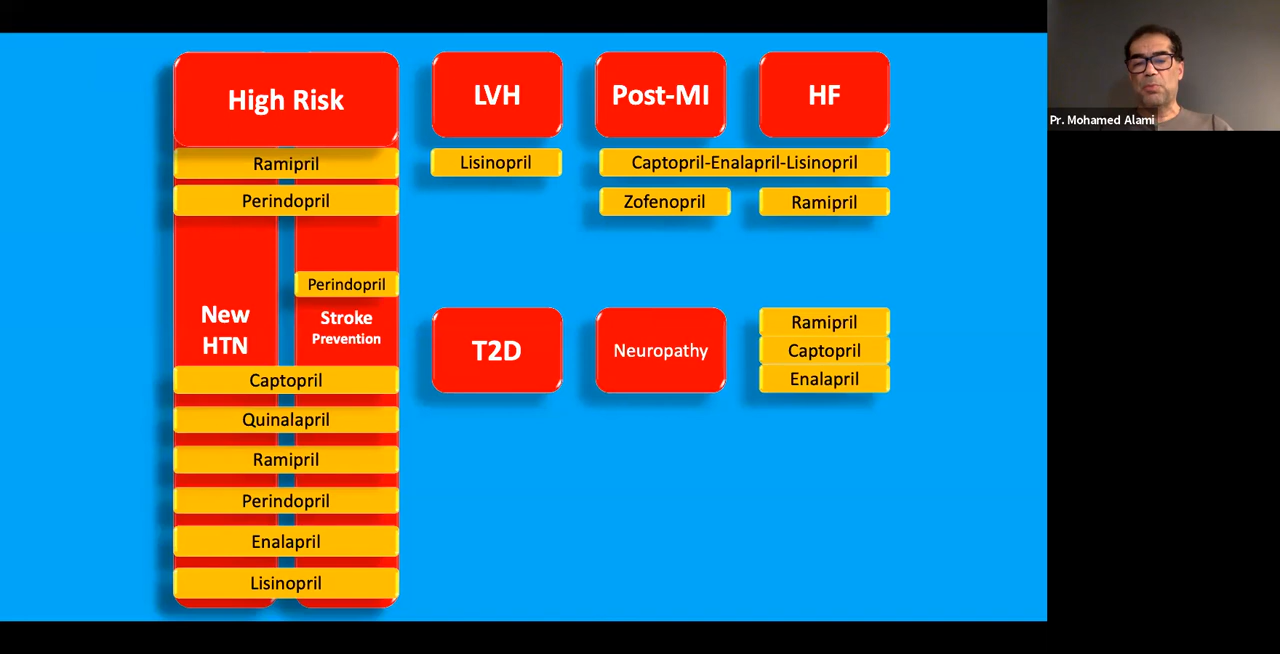 High Risk
LVH
Post-MI
HF
Pr. Mohamed Alami
Ramipril
Lisinopril
Captopril-Enalapril-Lisinopril
Perindopril
Zofenopril
Ramipril
Perindopril
New
HTN
Stroke
Prevention
T2D
Neuropathy
Ramipril
Captopril
Enalapril
Captopril
Quinalapril
Ramipril
Perindopril
Enalapril
Lisinopril